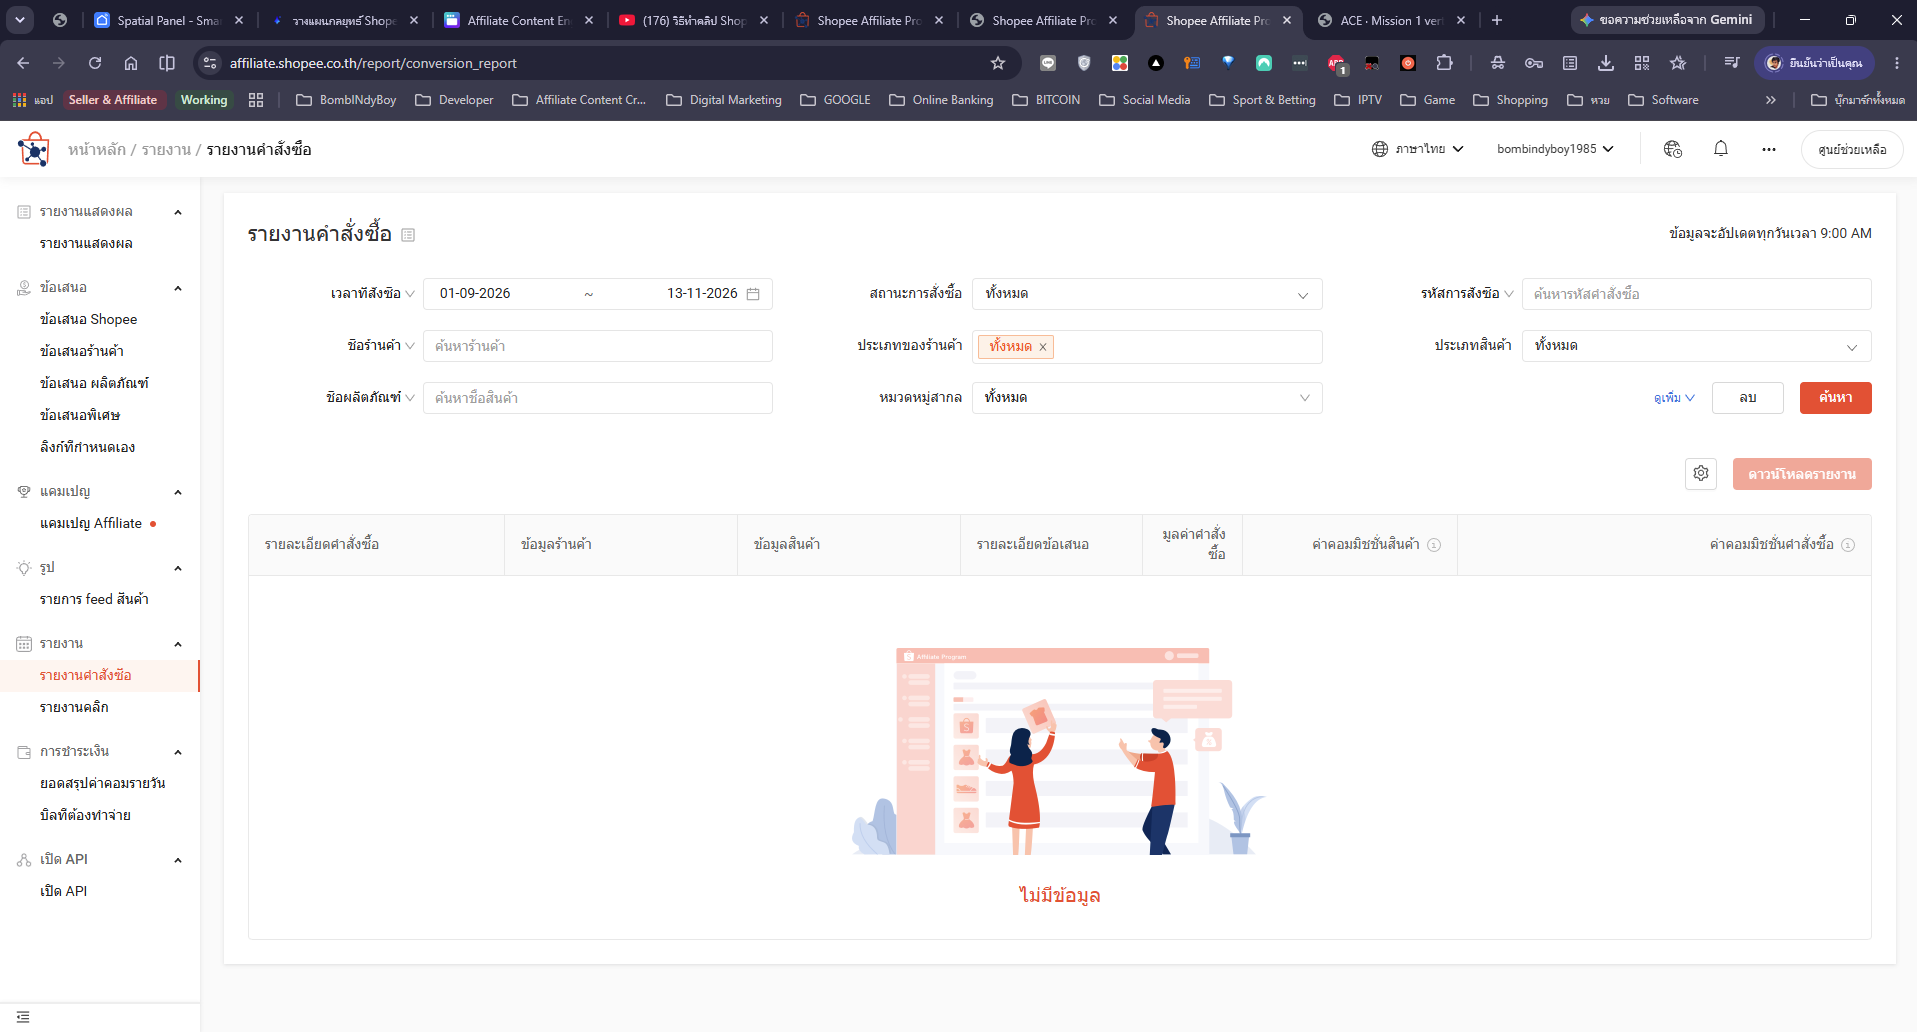 Spatial Panel - Sma
วางแผนกลยุทธ์ Shope
Affiliate Content En
(176) วิธีทำคลิป Shop
Shopee Affiliate Pro
Shopee Affiliate Pro
Shopee Affiliate Pro
ACE · Mission 1 vert
ขอความช่วยเหลือจาก Gemini
affiliate.shopee.co.th/report/conversion_report
ยืนยันว่าเป็นคุณ
แอป
Seller & Affiliate
Working
BombINdyBoy
Developer
Affiliate Content Cr...
Digital Marketing
GOOGLE
Online Banking
BITCOIN
Social Media
Sport & Betting
IPTV
Game
Shopping
หวย
Software
บุ๊กมาร์กทั้งหมด
หน้าหลัก / รายงาน / รายงานคำสั่งซื้อ
ภาษาไทย
bombindyboy1985
ศูนย์ช่วยเหลือ
รายงานแสดงผล
รายงานแสดงผล
ข้อเสนอ
ข้อเสนอ Shopee
ข้อเสนอร้านค้า
ข้อเสนอ ผลิตภัณฑ์
ข้อเสนอพิเศษ
ลิงก์ที่กำหนดเอง
แคมเปญ
แคมเปญ Affiliate
รูป
รายการ feed สินค้า
รายงาน
รายงานคำสั่งซื้อ
รายงานคลิก
การชำระเงิน
ยอดสรุปค่าคอมรายวัน
บิลที่ต้องทำจ่าย
เปิด API
เปิด API
รายงานคำสั่งซื้อ
ข้อมูลจะอัปเดตทุกวันเวลา 9:00 AM
เวลาที่สั่งซื้อ
01-09-2026 ~ 13-11-2026
สถานะการสั่งซื้อ
ทั้งหมด
รหัสการสั่งซื้อ
ค้นหารหัสคำสั่งซื้อ
ชื่อร้านค้า
ค้นหาร้านค้า
ประเภทของร้านค้า
ทั้งหมด
ประเภทสินค้า
ทั้งหมด
ชื่อผลิตภัณฑ์
ค้นหาชื่อสินค้า
หมวดหมู่สากล
ทั้งหมด
ดูเพิ่ม
ลบ
ค้นหา
ดาวน์โหลดรายงาน
รายละเอียดคำสั่งซื้อ
ข้อมูลร้านค้า
ข้อมูลสินค้า
รายละเอียดข้อเสนอ
มูลค่าคำสั่ง
ซื้อ
ค่าคอมมิชชั่นสินค้า
ค่าคอมมิชชั่นคำสั่งซื้อ
Affiliate Program
ไม่มีข้อมูล